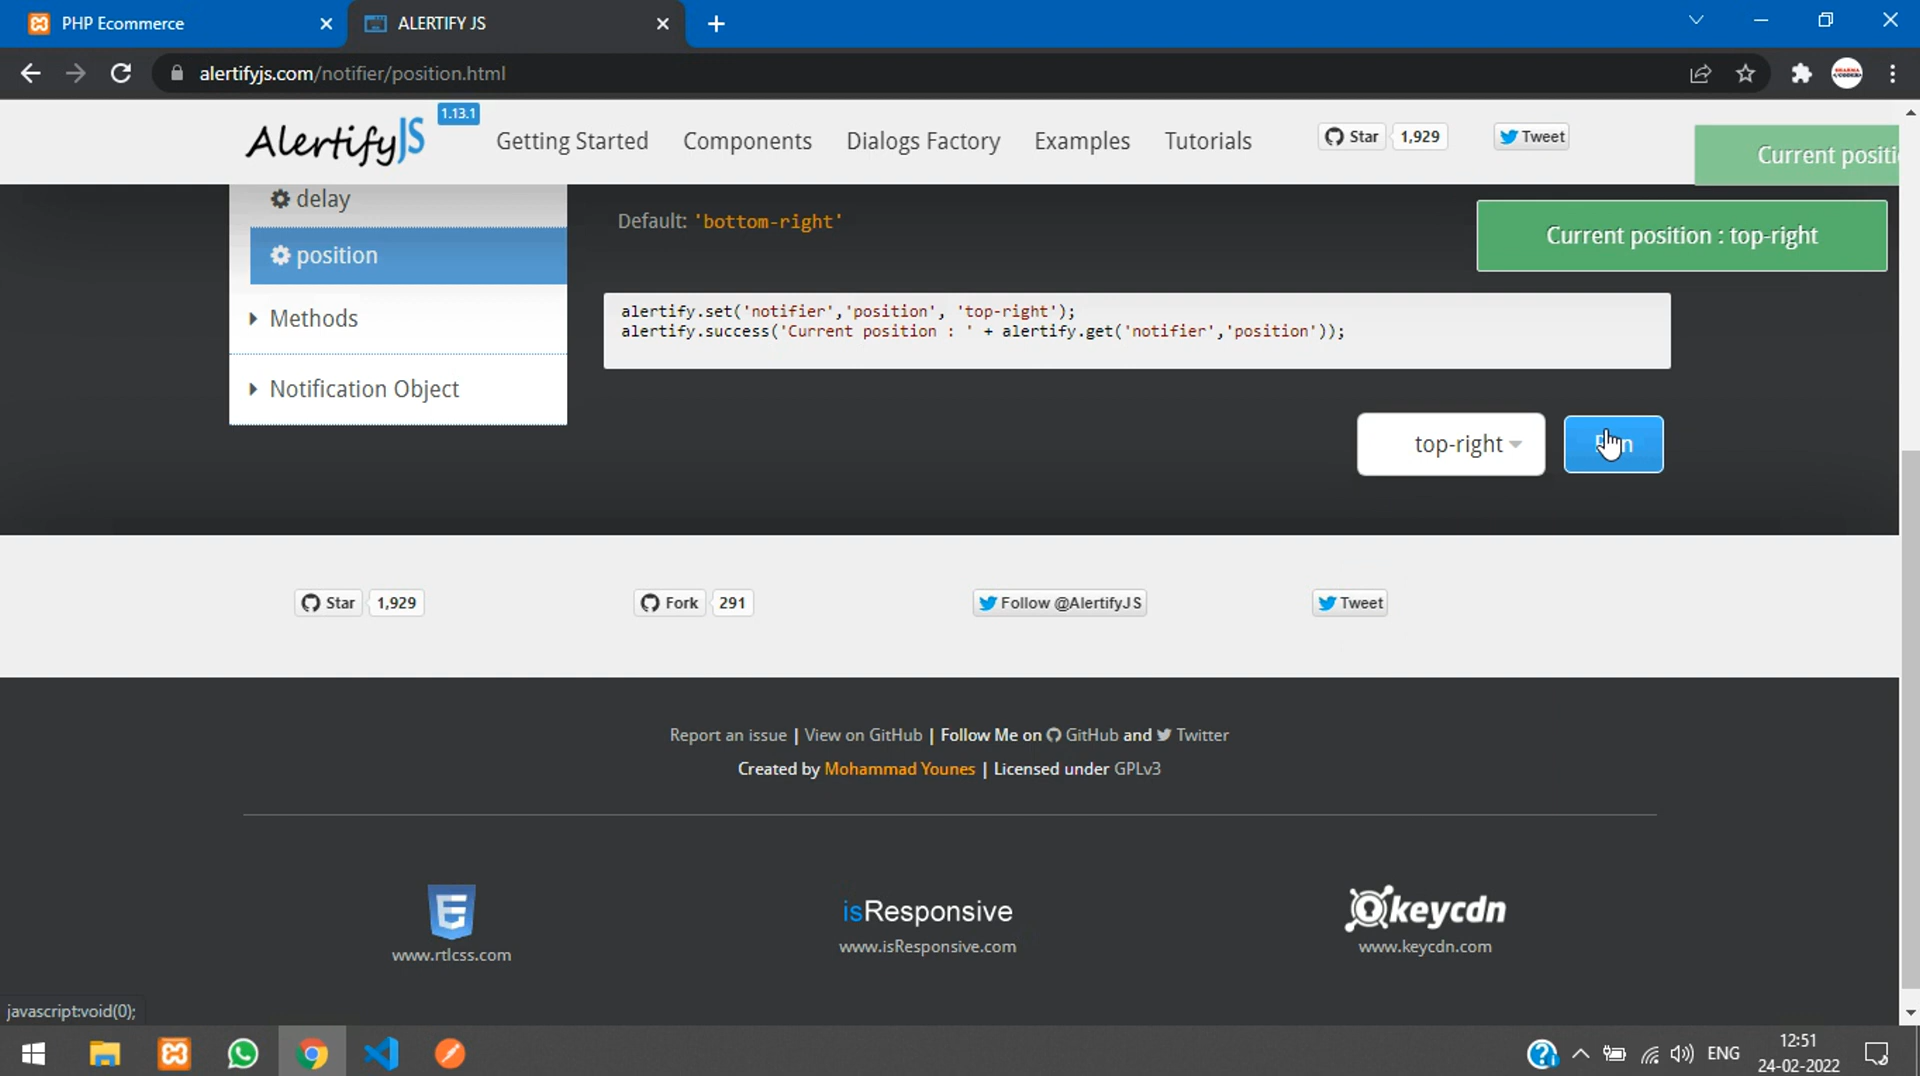 PHP Ecommerce
ALERTIFY JS
alertifyjs.com/notifier/position.html
AlertifyJS
1.13.1
Getting Started
Components
Dialogs Factory
Examples
Tutorials
Star
1,929
Tweet
Current positi
delay
position
Methods
Notification Object
Default: 'bottom-right'
Current position : top-right
alertify.set('notifier','position', 'top-right');
alertify.success('Current position : ' + alertify.get('notifier','position'));
top-right
Star
1,929
Fork
291
Follow @AlertifyJS
Tweet
Report an issue | View on GitHub | Follow Me on GitHub and Twitter
Created by Mohammad Younes | Licensed under GPLv3
www.rtlcss.com
isResponsive
www.isResponsive.com
keycdn
www.keycdn.com
javascript:void(0);
ENG
12:51
24-02-2022